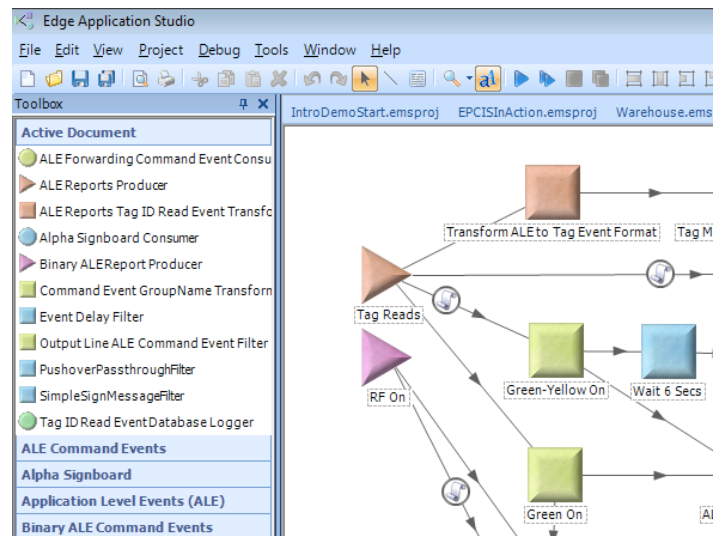 Edge Application Studio
File Edit View Project Debug Tools Window Help
a
Toolbox
IntroDemoStart.emsproj EPCISInAction.emsproj Warehouse.ems
Active Document
ALE Forwarding Command Event Consu
ALE Reports Producer
ALE Reports Tag ID Read Event Transfo
Alpha Signboard Consumer
Binary ALEReport Producer
Command Event GroupName Transforn
Event Delay Filter
Output Line ALE Command Event Filter
PushoverPassthroughFilter
SimpleSignMessageFilter
Tag ID Read Event Database Logger
ALE Command Events
Alpha Signboard
Application Level Events (ALE)
Binary ALE Command Events
Transform ALE to Tag Event Format
Tag M
Tag Reads
RF On
Green-Yellow On
Wait 6 Secs
Green On
AL